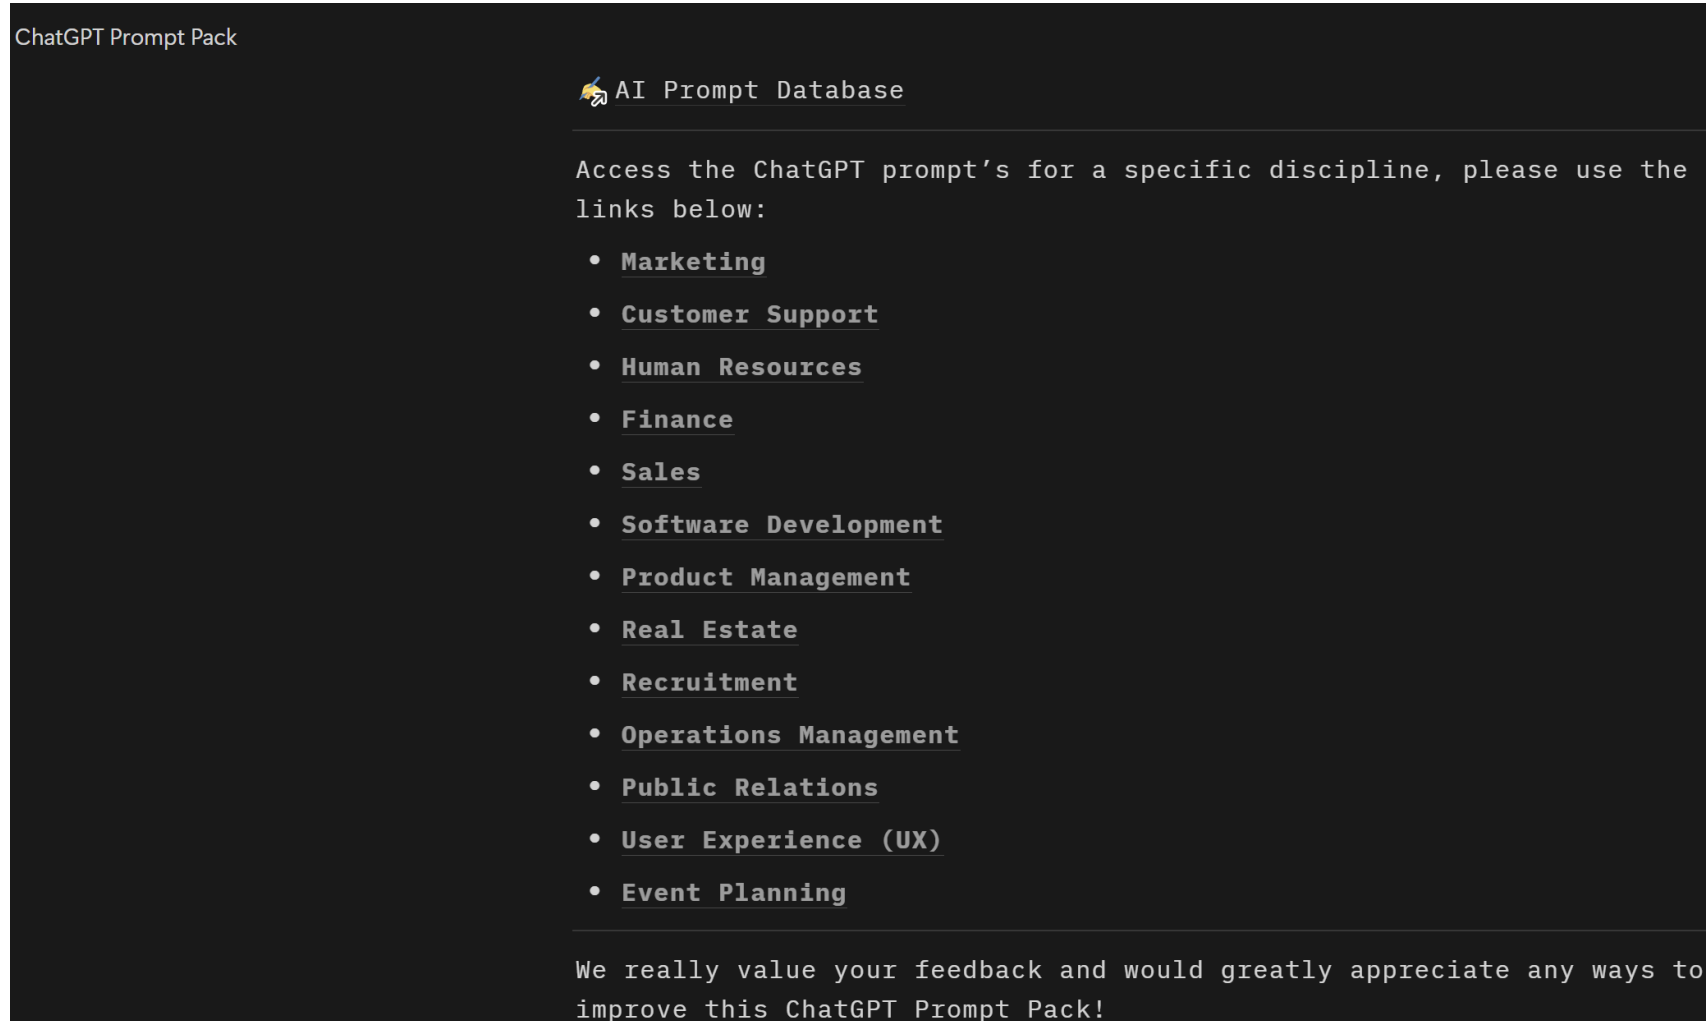 ChatGPT Prompt Pack
AI Prompt Database
Access the ChatGPT prompt’s for a specific discipline, please use the
links below:
• Marketing
• Customer Support
• Human Resources
• Finance
• Sales
• Software Development
• Product Management
• Real Estate
• Recruitment
• Operations Management
• Public Relations
• User Experience (UX)
• Event Planning
We really value your feedback and would greatly appreciate any ways to
improve this ChatGPT Prompt Pack!